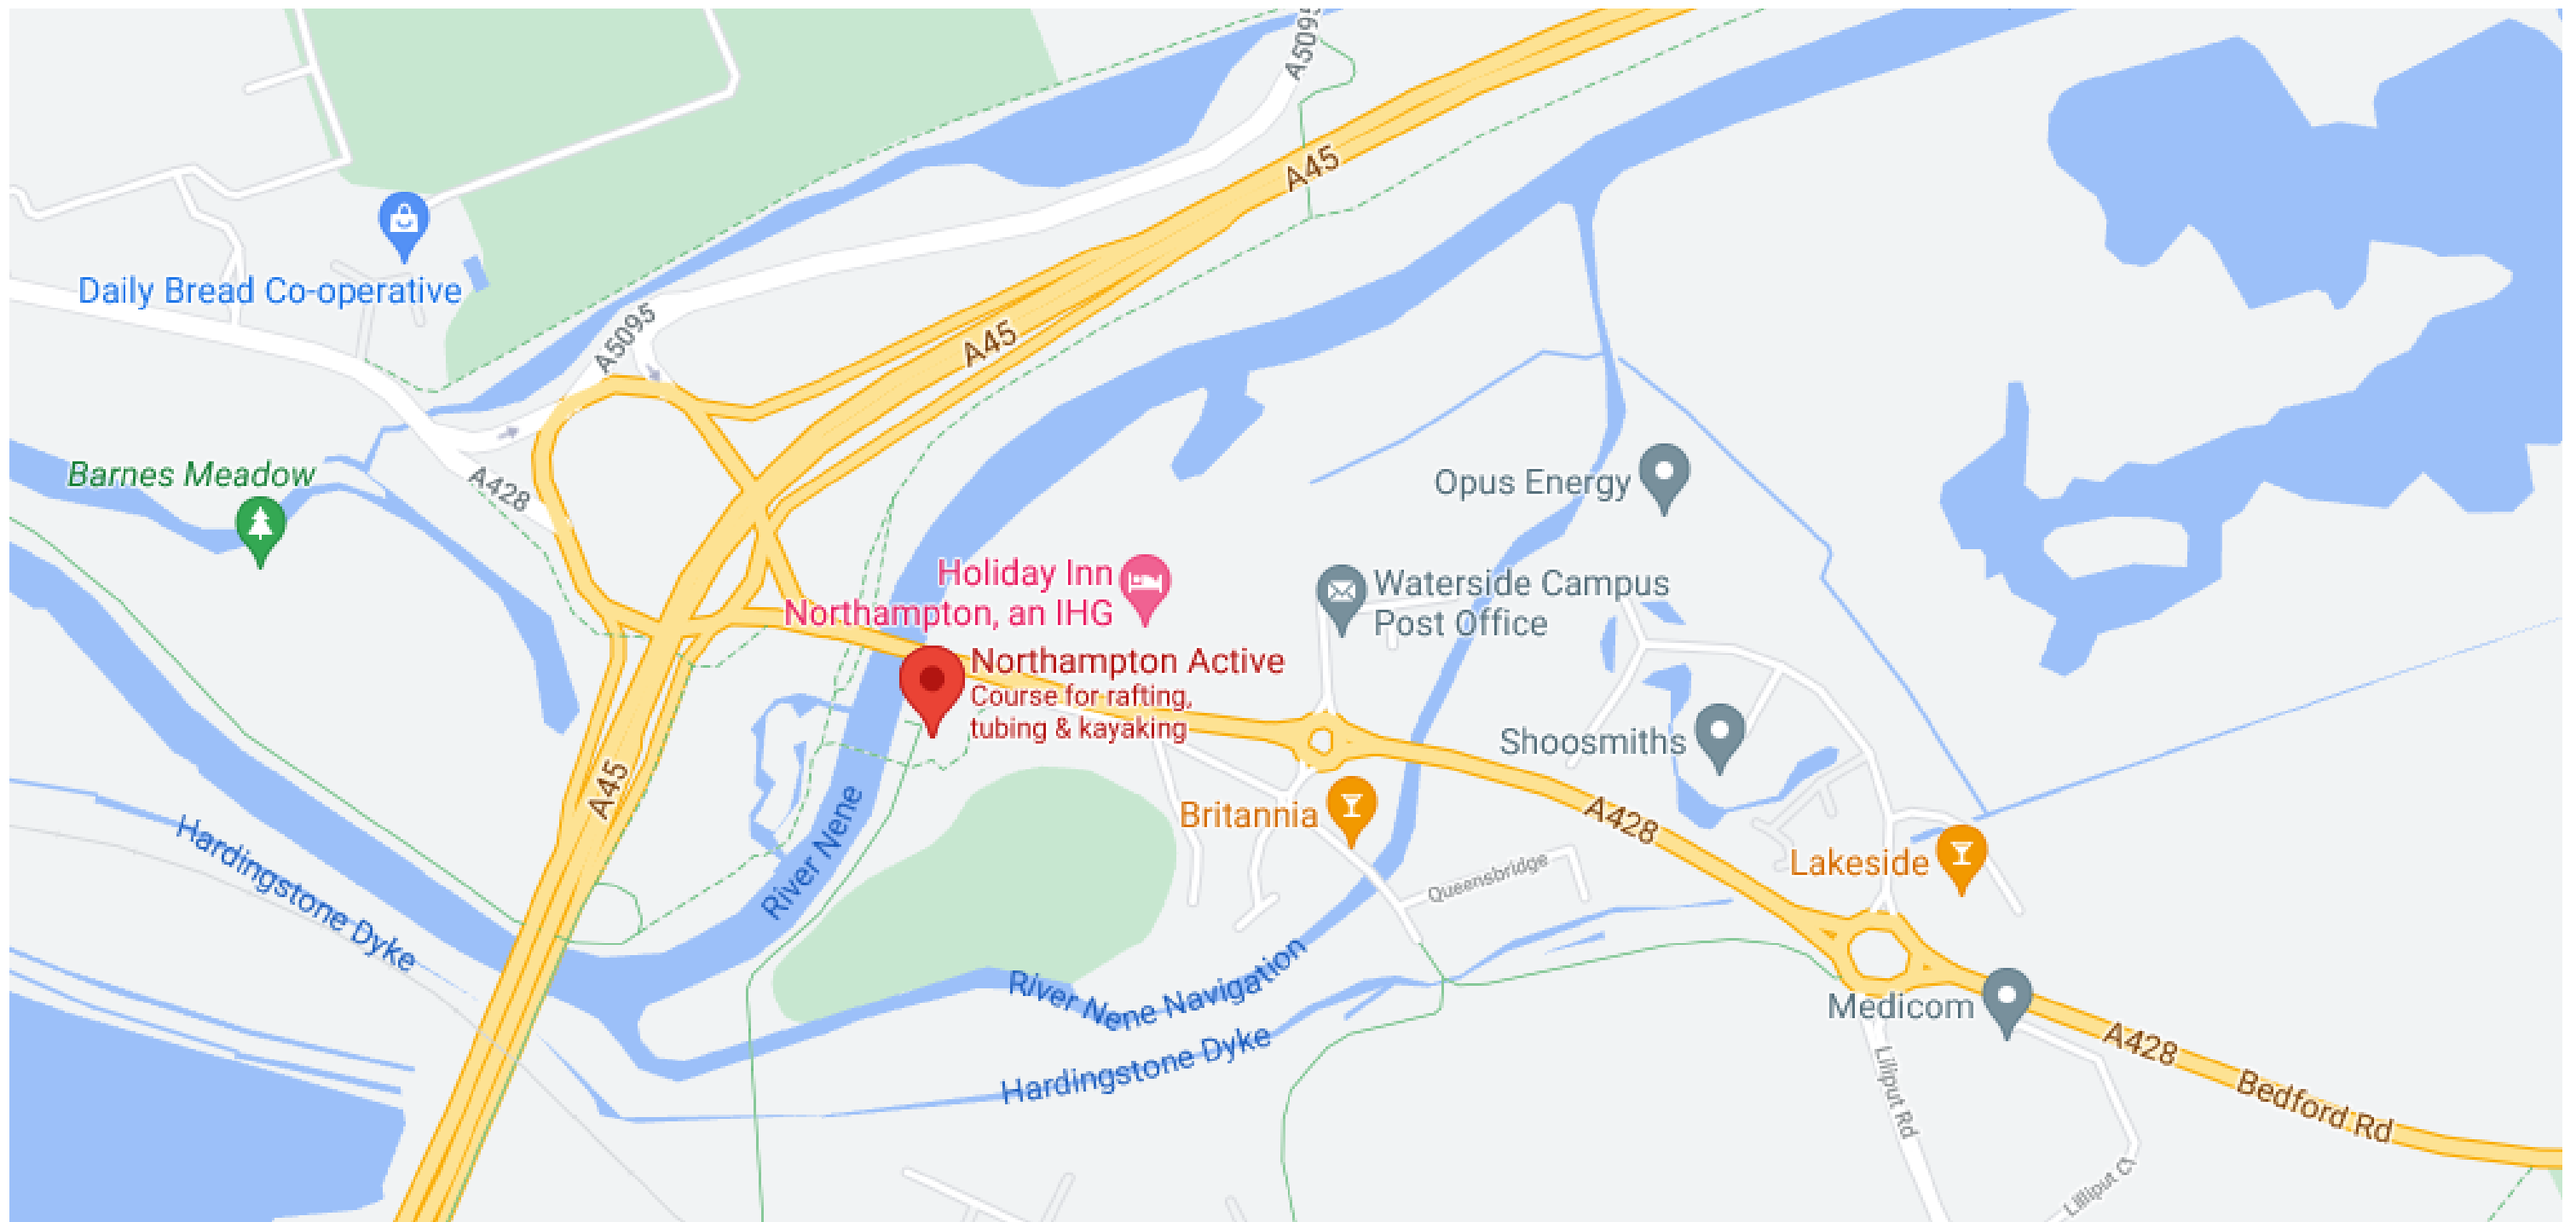 A5095
A45
Daily Bread Co-operative
A5095
A45
Barnes Meadow
A428
Opus Energy
Holiday Inn
Northampton, an IHG
Waterside Campus
Post Office
Northampton Active
Course for rafting,
tubing & kayaking
Shoosmiths
A45
River Nene
Britannia
A428
Hardingstone Dyke
Queensbridge
Lakeside
River Nene Navigation
Medicom
Hardingstone Dyke
A428
Bedford Rd
Lilliput Rd
Lilliput Ct